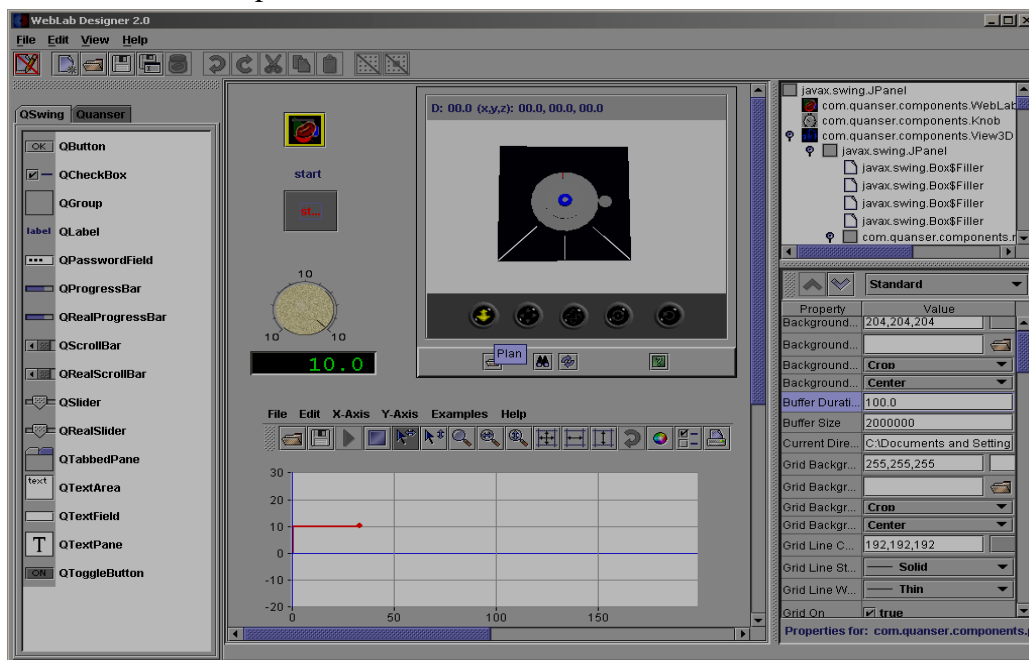 WebLab Designer 2.0
File Edit View Help
QSwing Quanser
OK QButton
QCheckBox
QGroup
label QLabel
QPasswordField
QProgressBar
QRealProgressBar
QScrollBar
QRealScrollBar
QSlider
QRealSlider
QTabbedPane
text QTextArea
QTextField
T QTextPane
ON QToggleButton
start
st...
10
10 10
10.0
D: 00.0 (x,y,z): 00.0, 00.0, 00.0
Plan
File Edit X-Axis Y-Axis Examples Help
30
20
10
0
-10
-20
0 50 100 150
javax.swing.JPanel
com.quanser.components.WebLab
com.quanser.components.Knob
com.quanser.components.View3D
javax.swing.JPanel
javax.swing.Box$Filler
javax.swing.Box$Filler
javax.swing.Box$Filler
javax.swing.Box$Filler
com.quanser.components.r
Standard
Property Value
Background... 204,204,204
Background...
Background... Crop
Background... Center
Buffer Durati... 100.0
Buffer Size 2000000
Current Dire... C:\Documents and Setting
Grid Backgr... 255,255,255
Grid Backgr...
Grid Backgr... Crop
Grid Backgr... Center
Grid Line C... 192,192,192
Grid Line St... Solid
Grid Line W... Thin
Grid On true
Properties for: com.quanser.components.